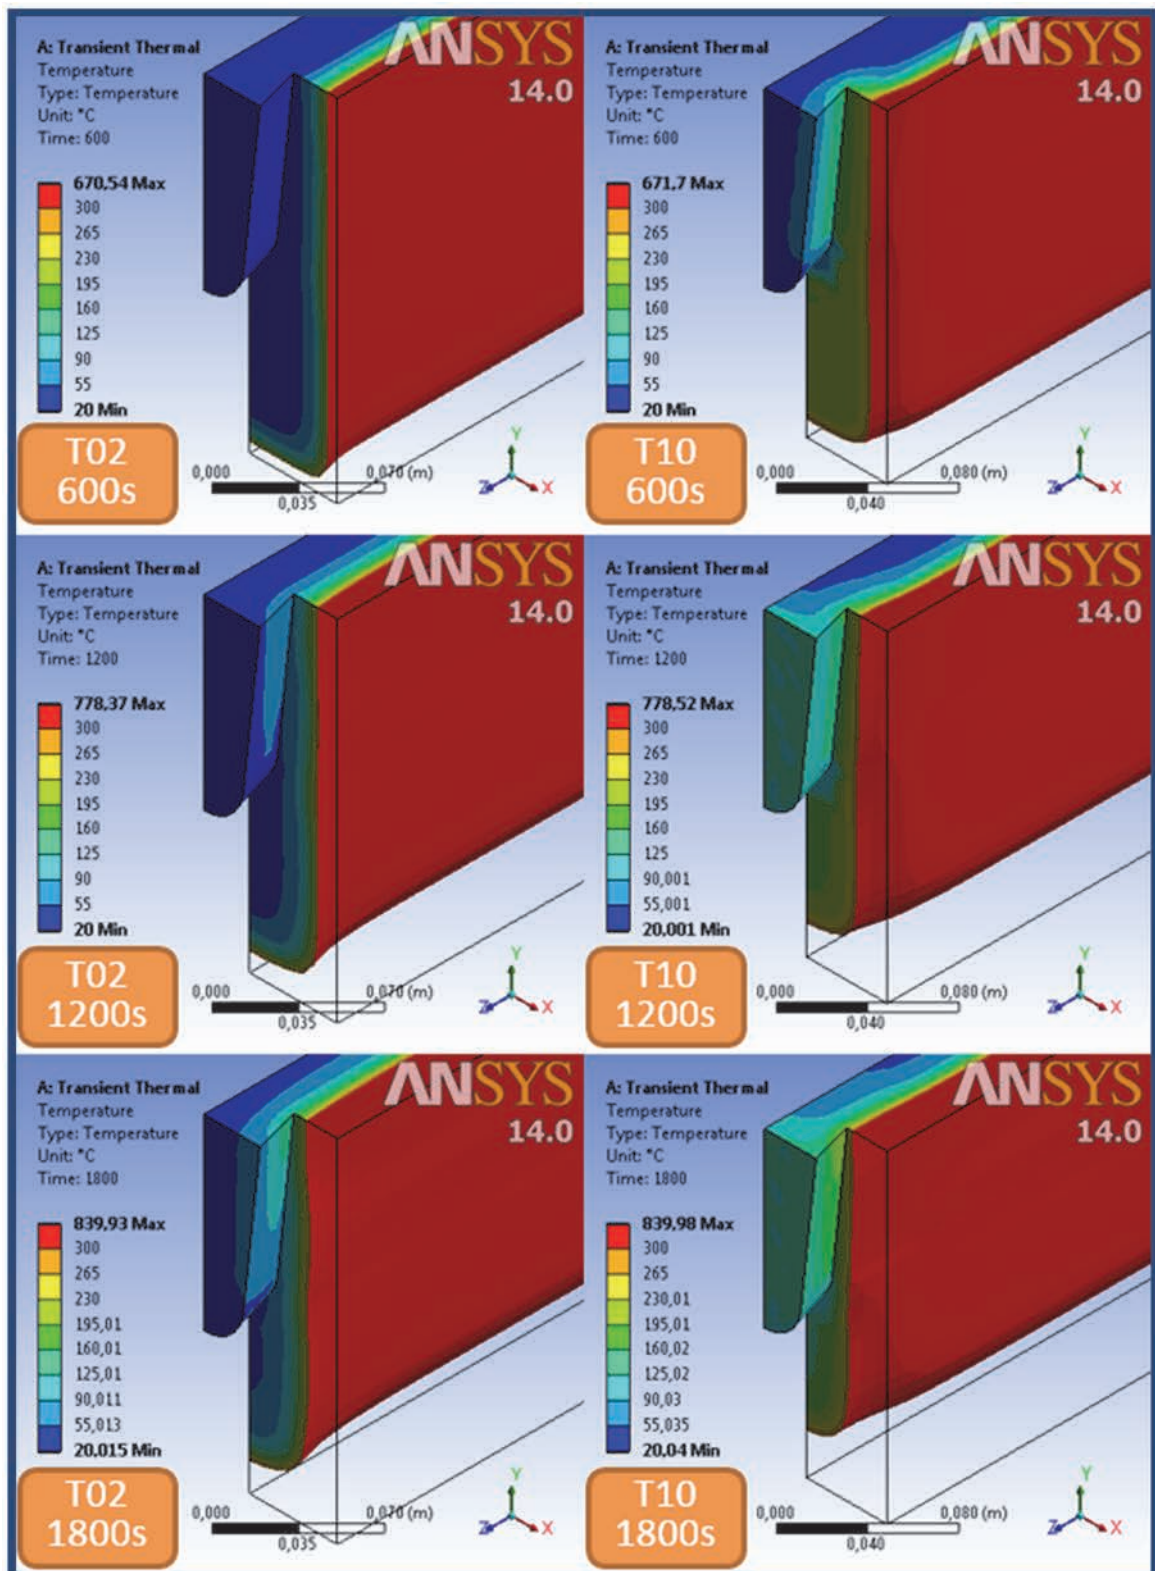 A: Transient Thermal
Temperature
Type: Temperature
Unit: °C
Time: 600
ANSYS
14.0
670,54 Max
300
265
230
195
160
125
90
55
20 Min
T02
600s
0,000
0,070 (m)
0,035
Y
Z
X
A: Transient Thermal
Temperature
Type: Temperature
Unit: °C
Time: 600
ANSYS
14.0
671,7 Max
300
265
230
195
160
125
90
55
20 Min
T10
600s
0,000
0,080 (m)
0,040
Y
Z
X
A: Transient Thermal
Temperature
Type: Temperature
Unit: °C
Time: 1200
ANSYS
14.0
778,37 Max
300
265
230
195
160
125
90
55
20 Min
T02
1200s
0,000
0,070 (m)
0,035
Y
Z
X
A: Transient Thermal
Temperature
Type: Temperature
Unit: °C
Time: 1200
ANSYS
14.0
778,52 Max
300
265
230
195
160
125
90,001
55,001
20,001 Min
T10
1200s
0,000
0,080 (m)
0,040
Y
Z
X
A: Transient Thermal
Temperature
Type: Temperature
Unit: °C
Time: 1800
ANSYS
14.0
839,93 Max
300
265
230
195,01
160,01
125,01
90,011
55,013
20,015 Min
T02
1800s
0,000
0,070 (m)
0,035
Y
Z
X
A: Transient Thermal
Temperature
Type: Temperature
Unit: °C
Time: 1800
ANSYS
14.0
839,98 Max
300
265
230,01
195,01
160,02
125,02
90,03
55,035
20,04 Min
T10
1800s
0,000
0,080 (m)
0,040
Y
Z
X